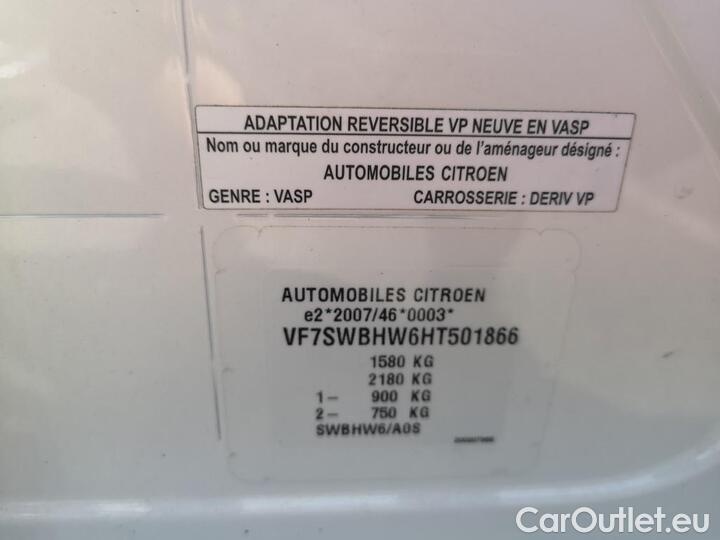 ADAPTATION REVERSIBLE VP NEUVE EN VASP
Nom ou marque du constructeur ou de l'aménageur désigné :
AUTOMOBILES CITROEN
GENRE : VASP CARROSSERIE : DERIV VP
AUTOMOBILES CITROEN
e2*2007/46*0003*
VF7SWBHW6HT501866
1580 KG
2180 KG
1- 900 KG
2- 750 KG
SWBHW6/A0S
CarOutlet.eu